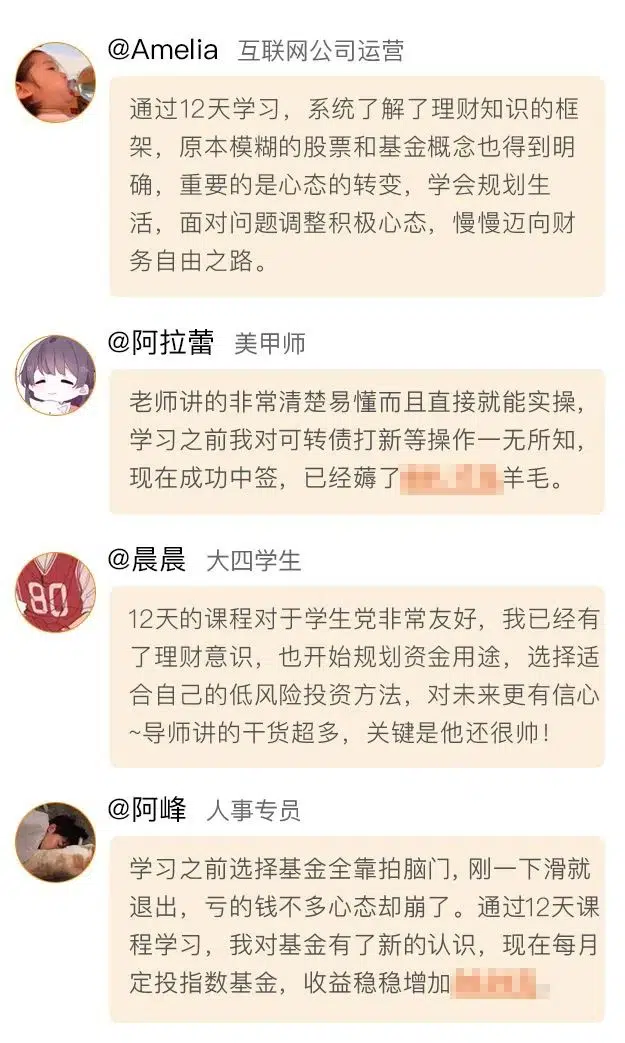 @Amelia 互联网公司运营
通过12天学习，系统了解了理财知识的框
架，原本模糊的股票和基金概念也得到明
确，重要的是心态的转变，学会规划生
活，面对问题调整积极心态，慢慢迈向财
务自由之路。
@阿拉蕾 美甲师
老师讲的非常清楚易懂而且直接就能实操，
学习之前我对可转债打新等操作一无所知，
现在成功中签，已经薅了羊毛。
@晨晨 大四学生
12天的课程对于学生党非常友好，我已经有
了理财意识，也开始规划资金用途，选择适
合自己的低风险投资方法，对未来更有信心
~导师讲的干货超多，关键是他还很帅！
@阿峰 人事专员
学习之前选择基金全靠拍脑门，刚一下滑就
退出，亏的钱不多心态却崩了。通过12天课
程学习，我对基金有了新的认识，现在每月
定投指数基金，收益稳稳增加
80